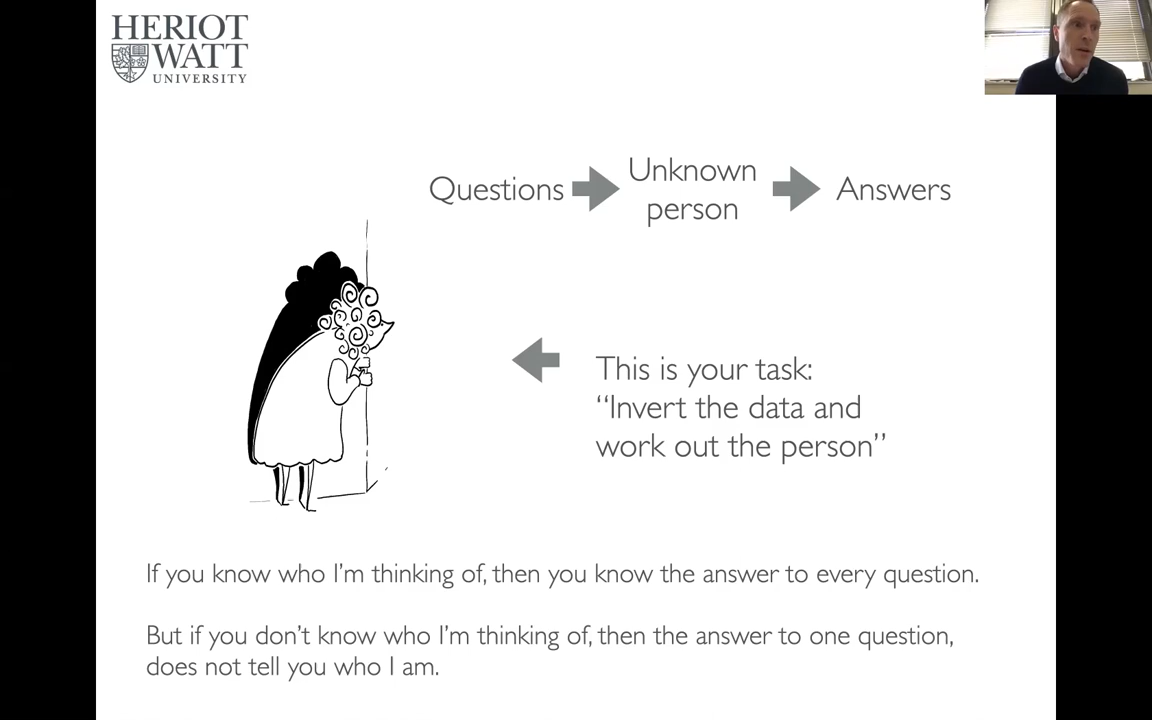 HERIOT
WATT
UNIVERSITY
Questions
Unknown
person
Answers
This is your task:
“Invert the data and
work out the person”
If you know who I’m thinking of, then you know the answer to every question.
But if you don’t know who I’m thinking of, then the answer to one question,
does not tell you who I am.